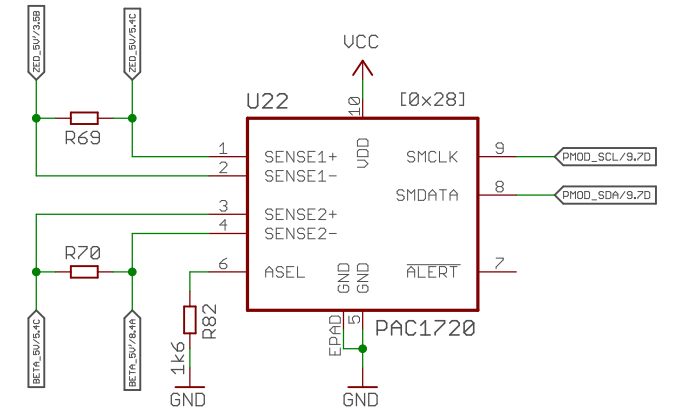 ZED_5V'/3.5B
ZED_5V/5.4C
VCC
U22
[0x28]
10
R69
VDD
1
SENSE1+
SMCLK
9
PMOD_SCL/9.7D
2
SENSE1-
3
SENSE2+
SMDATA
8
PMOD_SDA/9.7D
4
SENSE2-
R70
6
ASEL
GND
GND
ALERT
7
R82
1k6
EPAD
5
PAC1720
BETA_5V/5.4C
BETA_5V'/8.4A
GND
GND